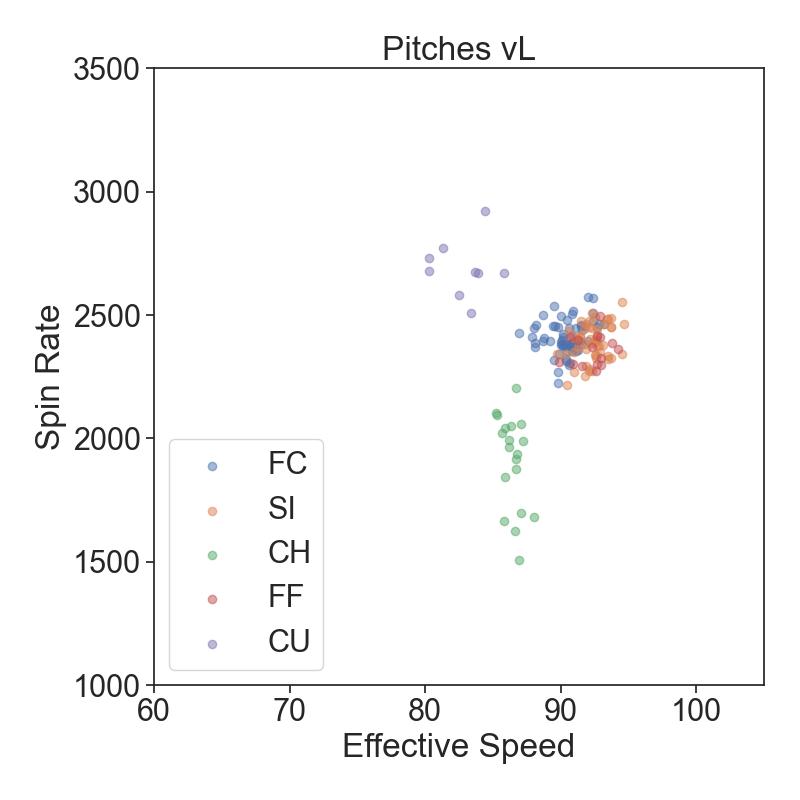 Pitches vL
3500
3000
2500
2000
1500
1000
Spin Rate
FC
SI
CH
FF
CU
60 70 80 90 100
Effective Speed